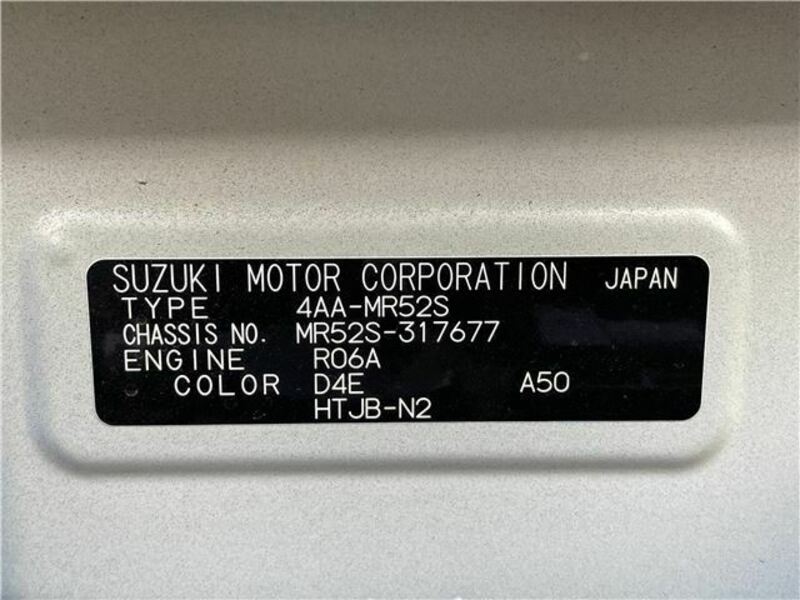 SUZUKI MOTOR CORPORATION JAPAN
TYPE 4AA-MR52S
CHASSIS NO. MR52S-317677
ENGINE R06A
COLOR D4E A50
HTJB-N2